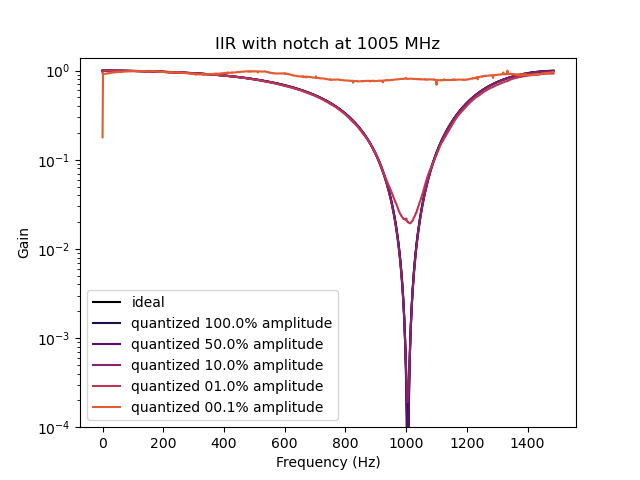 IIR with notch at 1005 MHz
Gain
10⁰
10⁻¹
10⁻²
10⁻³
10⁻⁴
ideal
quantized 100.0% amplitude
quantized 50.0% amplitude
quantized 10.0% amplitude
quantized 01.0% amplitude
quantized 00.1% amplitude
0 200 400 600 800 1000 1200 1400
Frequency (Hz)